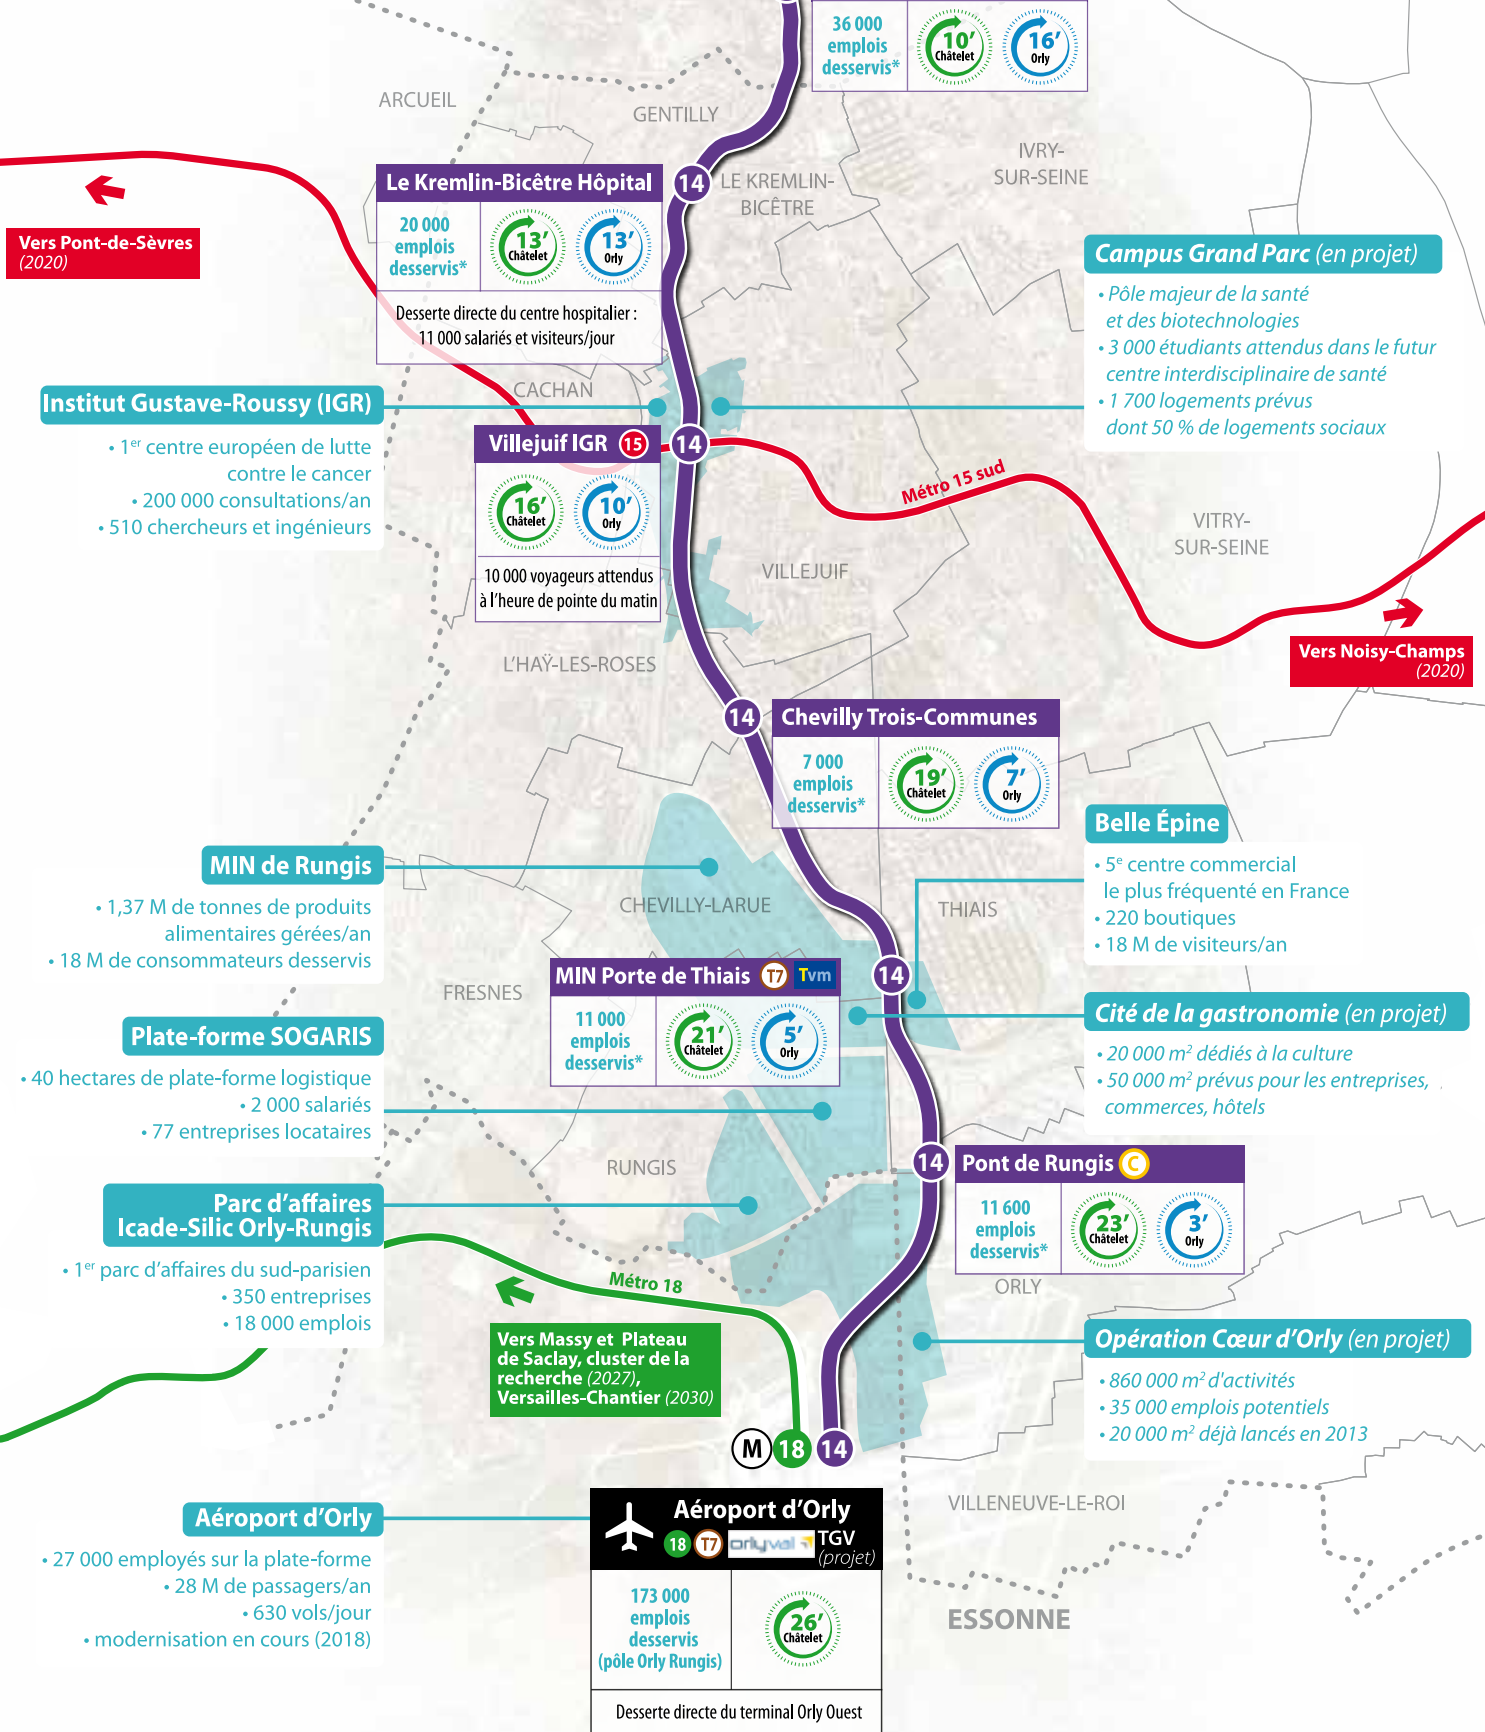 36 000
emplois
desservis*
10’
Châtelet
16’
Orly
ARCUEIL
GENTILLY
IVRY-
SUR-SEINE
Le Kremlin-Bicêtre Hôpital
14
LE KREMLIN-
BICÊTRE
20 000
emplois
desservis*
13’
Châtelet
13’
Orly
Desserte directe du centre hospitalier :
11 000 salariés et visiteurs/jour
Vers Pont-de-Sèvres
(2020)
Campus Grand Parc (en projet)
• Pôle majeur de la santé
et des biotechnologies
• 3 000 étudiants attendus dans le futur
centre interdisciplinaire de santé
• 1 700 logements prévus
dont 50 % de logements sociaux
CACHAN
Institut Gustave-Roussy (IGR)
• 1er centre européen de lutte
contre le cancer
• 200 000 consultations/an
• 510 chercheurs et ingénieurs
Villejuif IGR 15
14
16’
Châtelet
10’
Orly
10 000 voyageurs attendus
à l’heure de pointe du matin
Métro 15 sud
VITRY-
SUR-SEINE
VILLEJUIF
L’HAŸ-LES-ROSES
Vers Noisy-Champs
(2020)
14
Chevilly Trois-Communes
7 000
emplois
desservis*
19’
Châtelet
7’
Orly
Belle Épine
• 5e centre commercial
le plus fréquenté en France
• 220 boutiques
• 18 M de visiteurs/an
MIN de Rungis
• 1,37 M de tonnes de produits
alimentaires gérées/an
• 18 M de consommateurs desservis
CHEVILLY-LARUE
THIAIS
FRESNES
MIN Porte de Thiais T7 Tvm
14
11 000
emplois
desservis*
21’
Châtelet
5’
Orly
Cité de la gastronomie (en projet)
• 20 000 m² dédiés à la culture
• 50 000 m² prévus pour les entreprises,
commerces, hôtels
Plate-forme SOGARIS
• 40 hectares de plate-forme logistique
• 2 000 salariés
• 77 entreprises locataires
RUNGIS
14
Pont de Rungis C
11 600
emplois
desservis*
23’
Châtelet
3’
Orly
Parc d’affaires
Icade-Silic Orly-Rungis
• 1er parc d’affaires du sud-parisien
• 350 entreprises
• 18 000 emplois
Métro 18
ORLY
Vers Massy et Plateau
de Saclay, cluster de la
recherche (2027),
Versailles-Chantier (2030)
Opération Cœur d’Orly (en projet)
• 860 000 m² d'activités
• 35 000 emplois potentiels
• 20 000 m² déjà lancés en 2013
M 18 14
VILLENEUVE-LE-ROI
Aéroport d’Orly
• 27 000 employés sur la plate-forme
• 28 M de passagers/an
• 630 vols/jour
• modernisation en cours (2018)
Aéroport d’Orly
18 T7 orlyval TGV
(projet)
173 000
emplois
desservis
(pôle Orly Rungis)
26’
Châtelet
Desserte directe du terminal Orly Ouest
ESSONNE